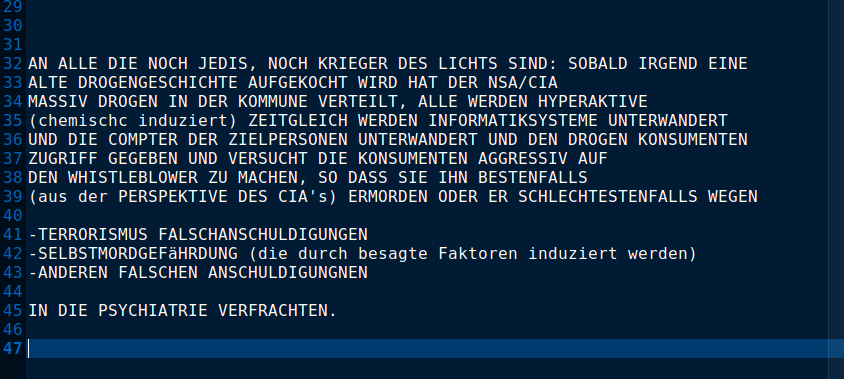 29
30
31
32 AN ALLE DIE NOCH JEDIS, NOCH KRIEGER DES LICHTS SIND: SOBALD IRGEND EINE
33 ALTE DROGENGESCHICHTE AUFGEKOCHT WIRD HAT DER NSA/CIA
34 MASSIV DROGEN IN DER KOMMUNE VERTEILT, ALLE WERDEN HYPERAKTIVE
35 (chemischc induziert) ZEITGLEICH WERDEN INFORMATIKSYSTEME UNTERWANDERT
36 UND DIE COMPTER DER ZIELPERSONEN UNTERWANDERT UND DEN DROGEN KONSUMENTEN
37 ZUGRIFF GEGEBEN UND VERSUCHT DIE KONSUMENTEN AGGRESSIV AUF
38 DEN WHISTLEBLOWER ZU MACHEN, SO DASS SIE IHN BESTENFALLS
39 (aus der PERSPEKTIVE DES CIA's) ERMORDEN ODER ER SCHLECHTESTENFALLS WEGEN
40
41 -TERRORISMUS FALSCHANSCHULDIGUNGEN
42 -SELBSTMORDGEFäHRDUNG (die durch besagte Faktoren induziert werden)
43 -ANDEREN FALSCHEN ANSCHULDIGUNGNEN
44
45 IN DIE PSYCHIATRIE VERFRACHTEN.
46
47